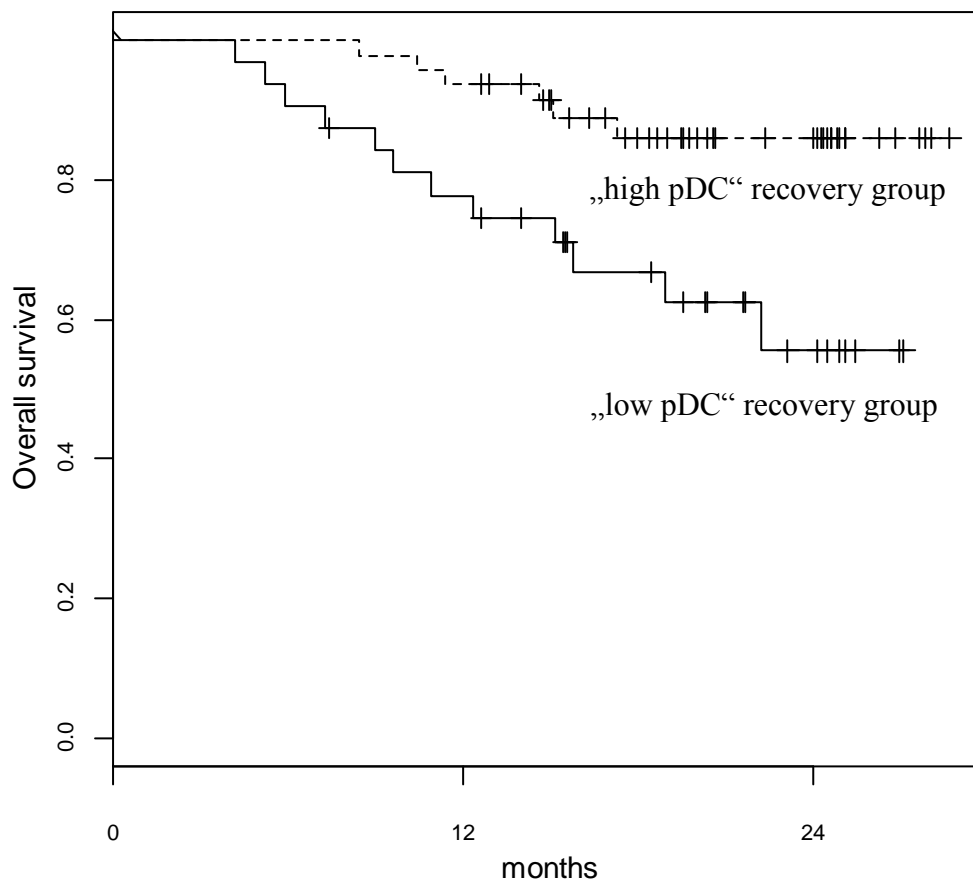 „high pDC“ recovery group
„low pDC“ recovery group
Overall survival
0.8
0.6
0.4
0.2
0.0
0 12 24
months